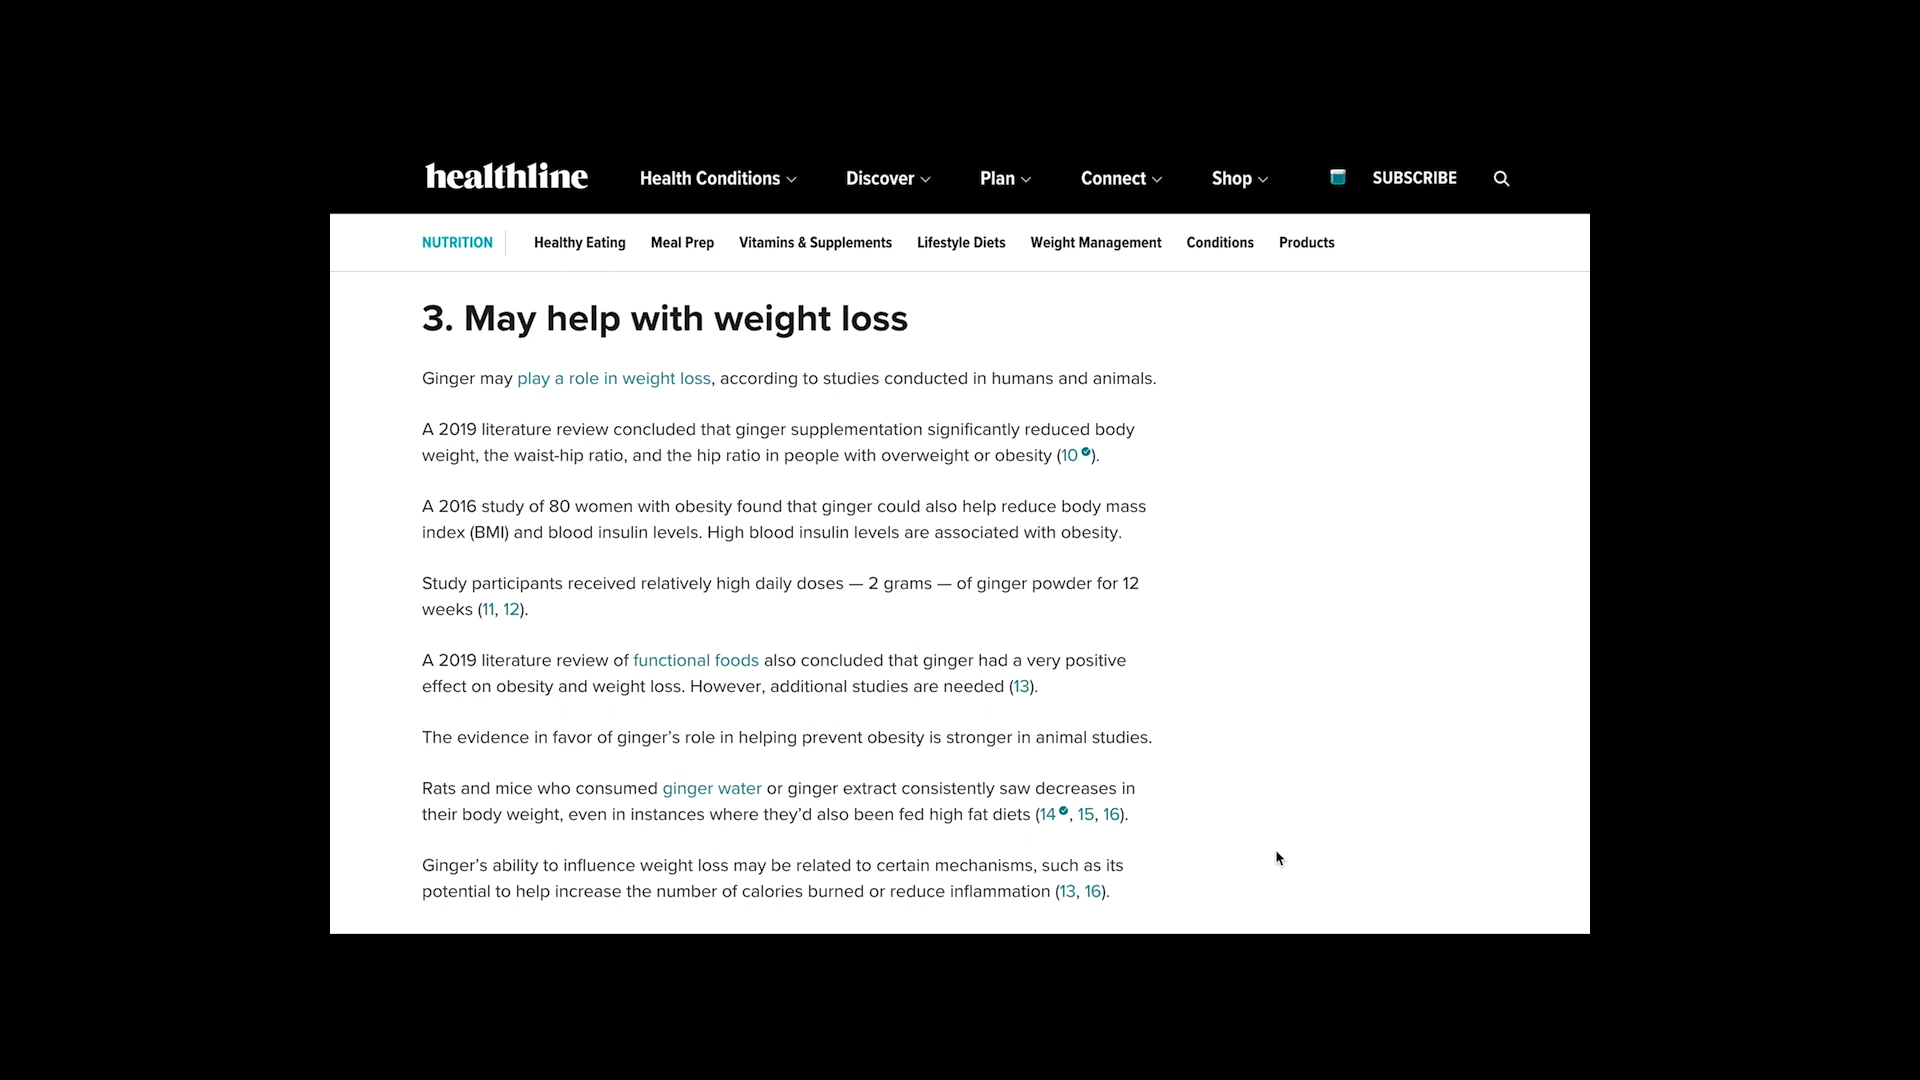 healthline
Health Conditions
Discover
Plan
Connect
Shop
SUBSCRIBE
NUTRITION
Healthy Eating
Meal Prep
Vitamins & Supplements
Lifestyle Diets
Weight Management
Conditions
Products
3. May help with weight loss
Ginger may play a role in weight loss, according to studies conducted in humans and animals.
A 2019 literature review concluded that ginger supplementation significantly reduced body
weight, the waist-hip ratio, and the hip ratio in people with overweight or obesity (10).
A 2016 study of 80 women with obesity found that ginger could also help reduce body mass
index (BMI) and blood insulin levels. High blood insulin levels are associated with obesity.
Study participants received relatively high daily doses — 2 grams — of ginger powder for 12
weeks (11, 12).
A 2019 literature review of functional foods also concluded that ginger had a very positive
effect on obesity and weight loss. However, additional studies are needed (13).
The evidence in favor of ginger’s role in helping prevent obesity is stronger in animal studies.
Rats and mice who consumed ginger water or ginger extract consistently saw decreases in
their body weight, even in instances where they’d also been fed high fat diets (14, 15, 16).
Ginger’s ability to influence weight loss may be related to certain mechanisms, such as its
potential to help increase the number of calories burned or reduce inflammation (13, 16).